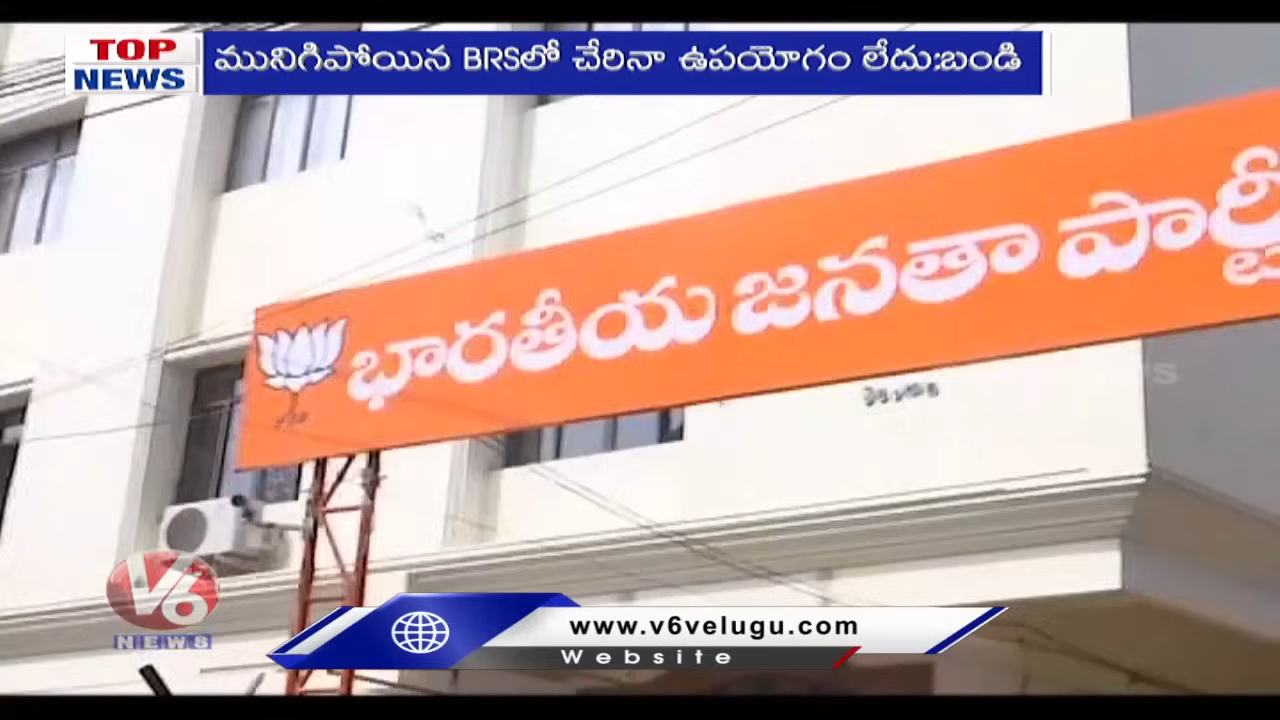 TOP
NEWS
మునిగిపోయిన BRSలో చేరినా ఉపయోగం లేదు:బండి
భారతీయ జనతా పార్టీ
V6
NEWS
www.v6velugu.com
Website